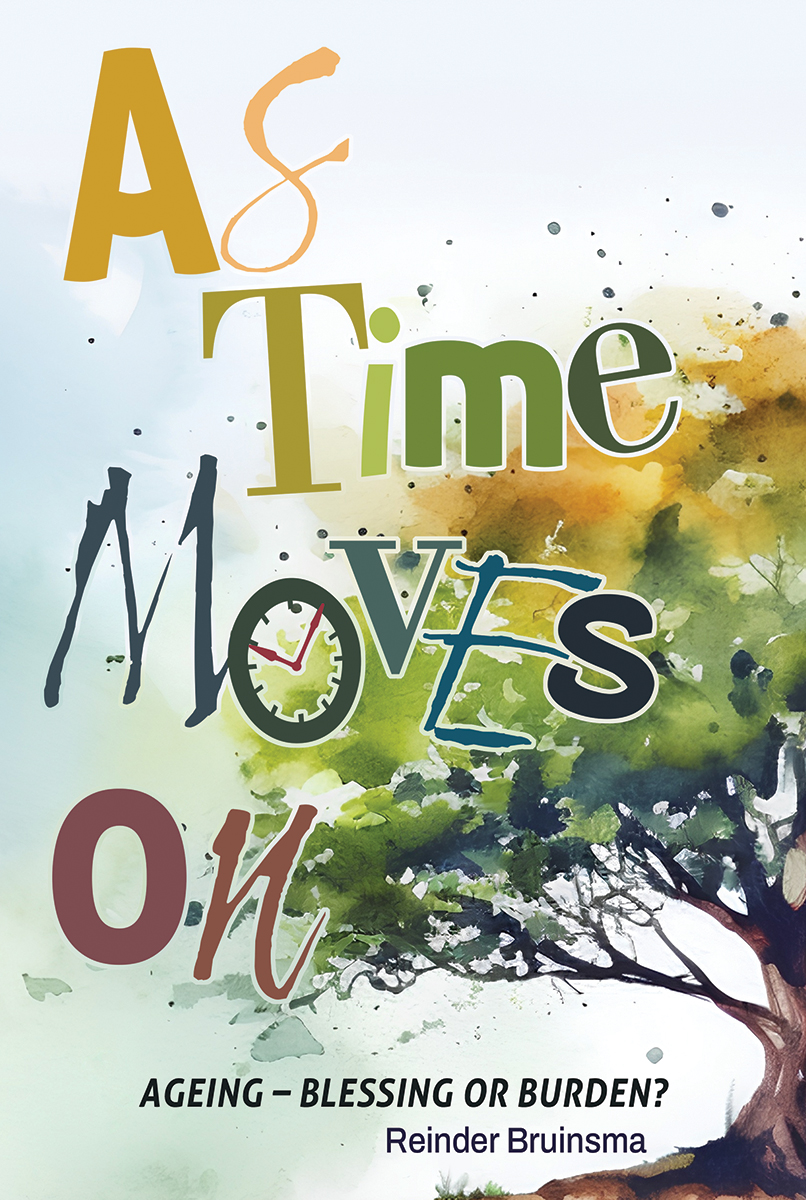 As
Time
MOVES
On
AGEING – BLESSING OR BURDEN?
Reinder Bruinsma